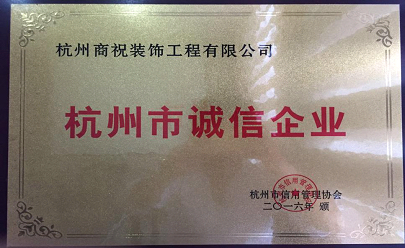 杭州商祝装饰工程有限公司
杭州市诚信企业
杭州市信用管理协会
二〇一六年 颁